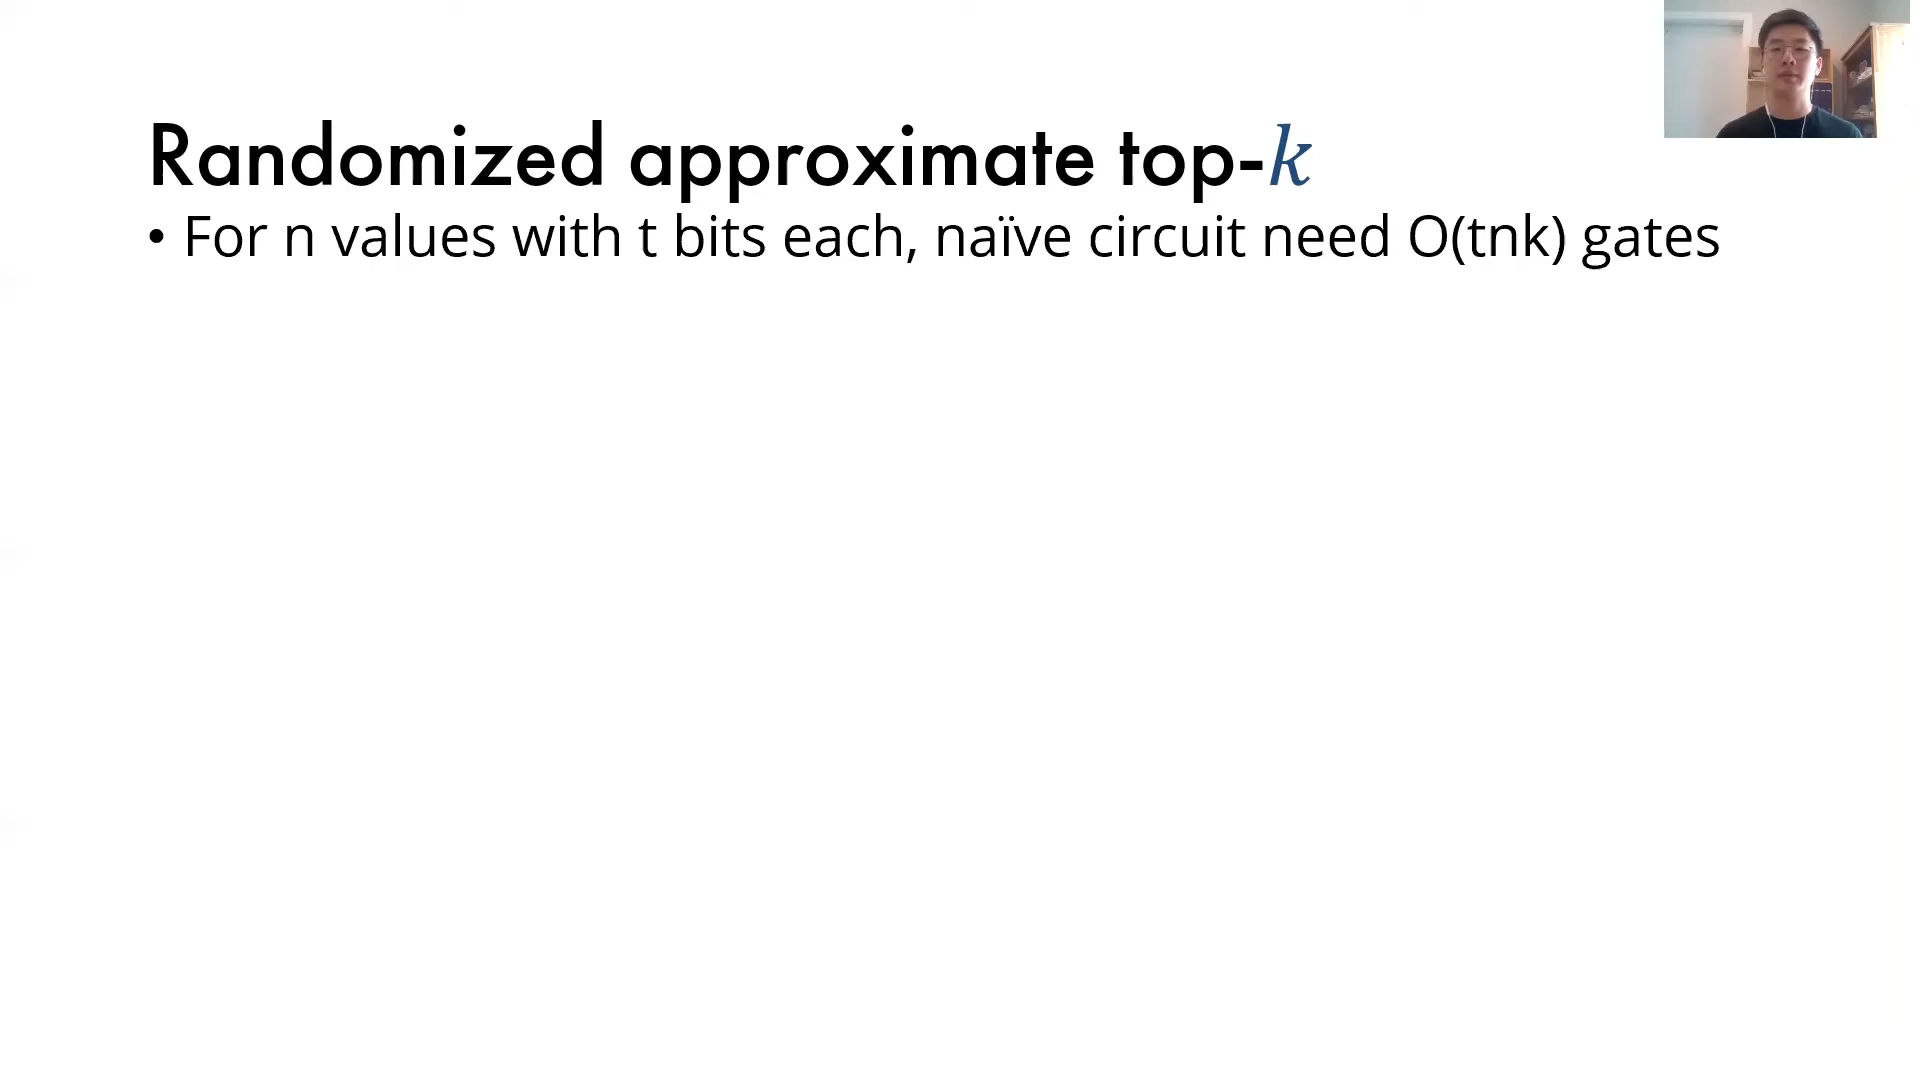 Randomized approximate top-k
• For n values with t bits each, naïve circuit need O(tnk) gates